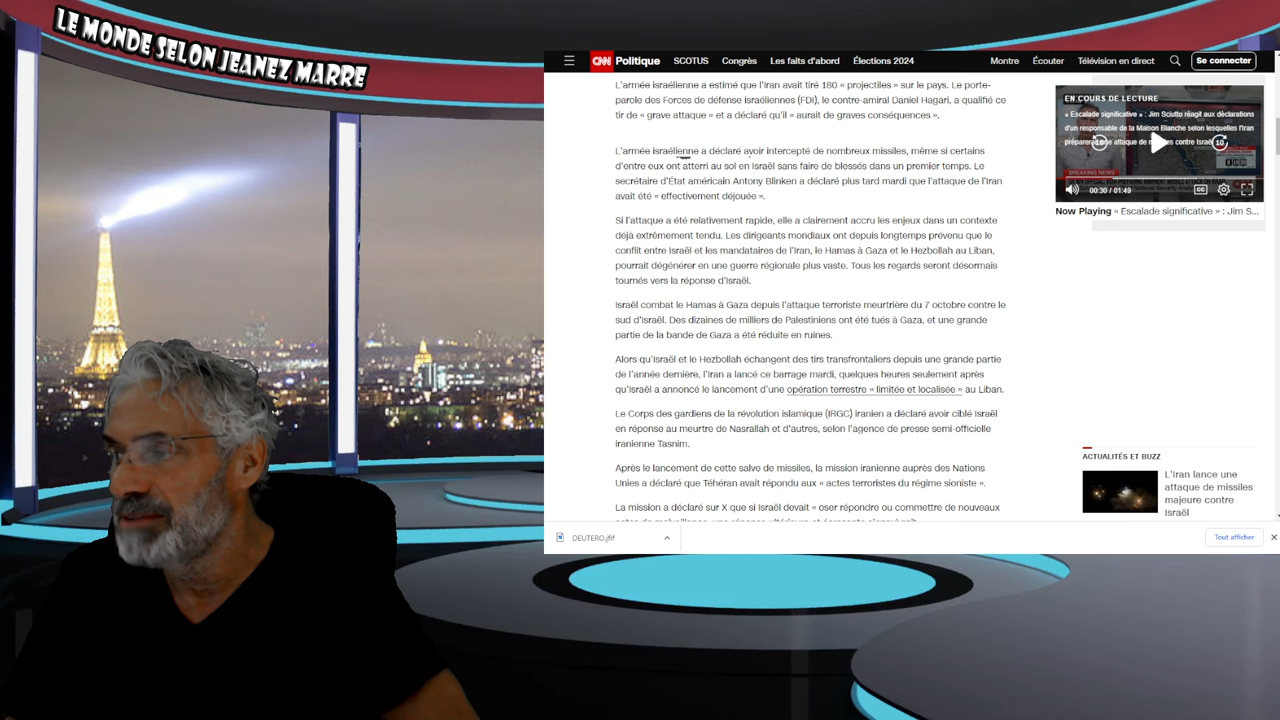 LE MONDE SELON JEANEZ MARRE
CNN Politique SCOTUS Congrès Les faits d'abord Élections 2024 Montre Écouter Télévision en direct Se connecter
L'armée israélienne a estimé que l'Iran avait tiré 180 « projectiles » sur le pays. Le porte-
parole des Forces de défense israéliennes (FDI), le contre-amiral Daniel Hagari, a qualifié ce
tir de « grave attaque » et a déclaré qu'il « aurait de graves conséquences ».
L'armée israélienne a déclaré avoir intercepté de nombreux missiles, même si certains
d'entre eux ont atterri au sol en Israël sans faire de blessés dans un premier temps. Le
secrétaire d'État américain Antony Blinken a déclaré plus tard mardi que l'attaque de l'Iran
avait été « effectivement déjouée ».
Si l'attaque a été relativement rapide, elle a clairement accru les enjeux dans un contexte
déjà extrêmement tendu. Les dirigeants mondiaux ont depuis longtemps prévenu que le
conflit entre Israël et les mandataires de l'Iran, le Hamas à Gaza et le Hezbollah au Liban,
pourrait dégénérer en une guerre régionale plus vaste. Tous les regards seront désormais
tournés vers la réponse d'Israël.
Israël combat le Hamas à Gaza depuis l'attaque terroriste meurtrière du 7 octobre contre le
sud d'Israël. Des dizaines de milliers de Palestiniens ont été tués à Gaza, et une grande
partie de la bande de Gaza a été réduite en ruines.
Alors qu'Israël et le Hezbollah échangent des tirs transfrontaliers depuis une grande partie
de l'année dernière, l'Iran a lancé ce barrage mardi, quelques heures seulement après
qu'Israël a annoncé le lancement d'une opération terrestre « limitée et localisée » au Liban.
Le Corps des gardiens de la révolution islamique (IRGC) iranien a déclaré avoir ciblé Israël
en réponse au meurtre de Nasrallah et d'autres, selon l'agence de presse semi-officielle
iranienne Tasnim.
Après le lancement de cette salve de missiles, la mission iranienne auprès des Nations
Unies a déclaré que Téhéran avait répondu aux « actes terroristes du régime sioniste ».
La mission a déclaré sur X que si Israël devait « oser répondre ou commettre de nouveaux
EN COURS DE LECTURE
« Escalade significative » : Jim Sciutto réagit aux déclarations
d'un responsable de la Maison Blanche selon lesquelles l'Iran
une attaque de contre Israël
10
10
BREAKING NEWS
00:30 / 01:49
CC
Now Playing « Escalade significative » : Jim S...
ACTUALITÉS ET BUZZ
L'Iran lance une
attaque de missiles
majeure contre
Israël
DEUTERO.jfif
Tout afficher